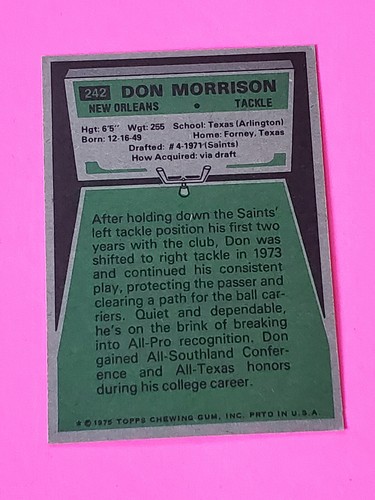 242 DON MORRISON
NEW ORLEANS • TACKLE
Hgt: 6'5" Wgt: 255 School: Texas (Arlington)
Born: 12-16-49 Home: Forney, Texas
Drafted: #4-1971 (Saints)
How Acquired: via draft
After holding down the Saints'
left tackle position his first two
years with the club, Don was
shifted to right tackle in 1973
and continued his consistent
play, protecting the passer and
clearing a path for the ball car-
riers. Quiet and dependable,
he's on the brink of breaking
into All-Pro recognition. Don
gained All-Southland Confer-
ence and All-Texas honors
during his college career.
* © 1975 TOPPS CHEWING GUM, INC. PRTD IN U.S.A.